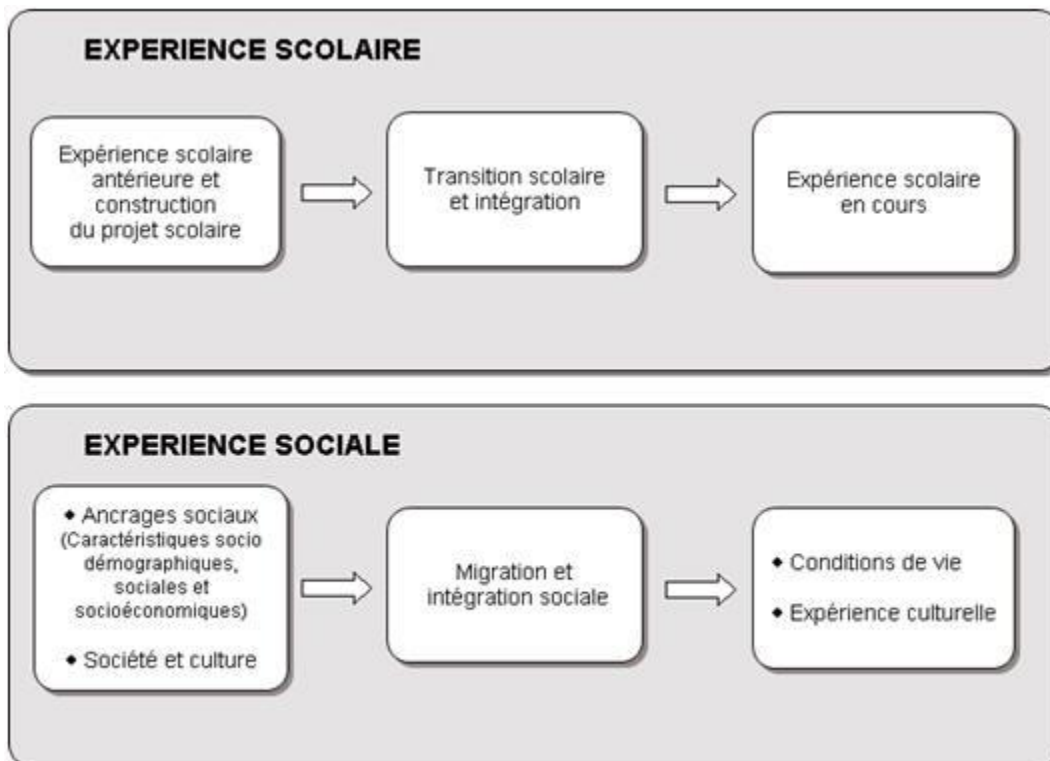 EXPERIENCE SCOLAIRE
Expérience scolaire
antérieure et
construction
du projet scolaire
Transition scolaire
et intégration
Expérience scolaire
en cours
EXPERIENCE SOCIALE
◆ Ancrages sociaux
(Caractéristiques socio
démographiques,
sociales et
socioéconomiques)
◆ Société et culture
Migration et
intégration sociale
◆ Conditions de vie
◆ Expérience culturelle